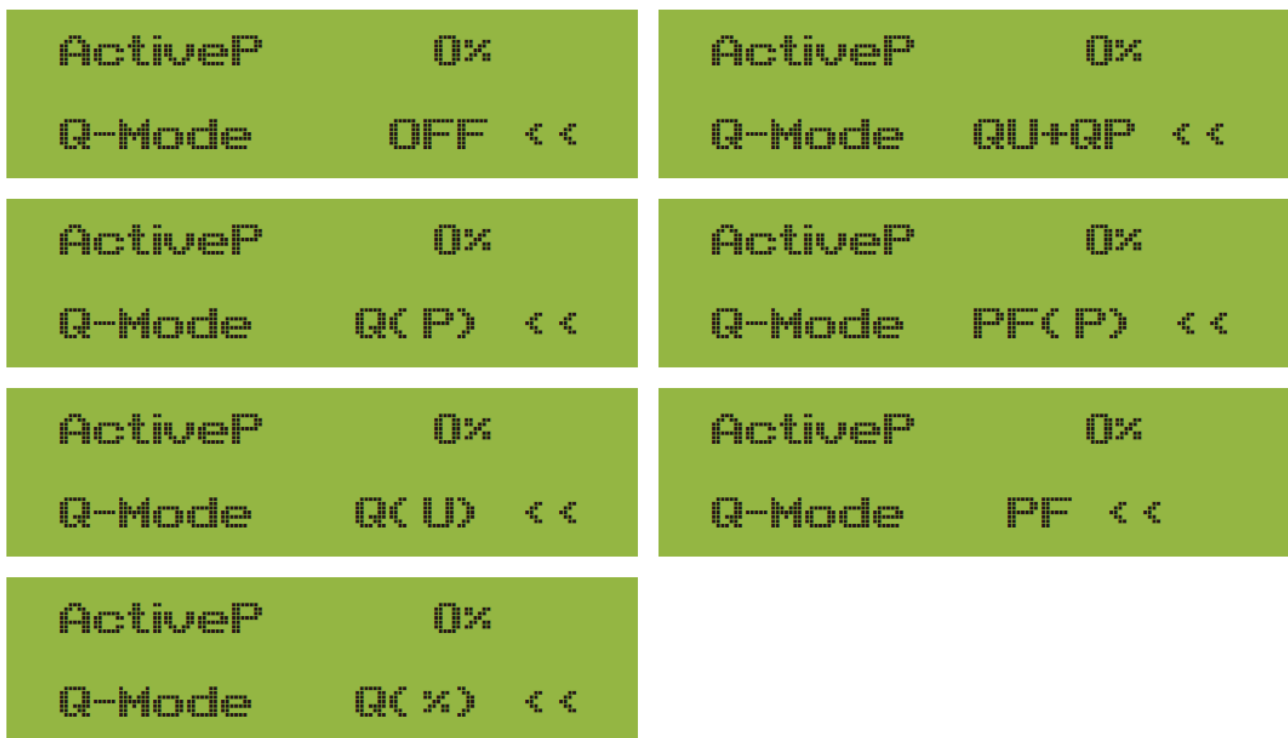 ActiveP 0%
Q-Mode OFF <<
ActiveP 0%
Q-Mode QU+QP <<
ActiveP 0%
Q-Mode Q(P) <<
ActiveP 0%
Q-Mode PF(P) <<
ActiveP 0%
Q-Mode Q(U) <<
ActiveP 0%
Q-Mode PF <<
ActiveP 0%
Q-Mode Q(%) <<